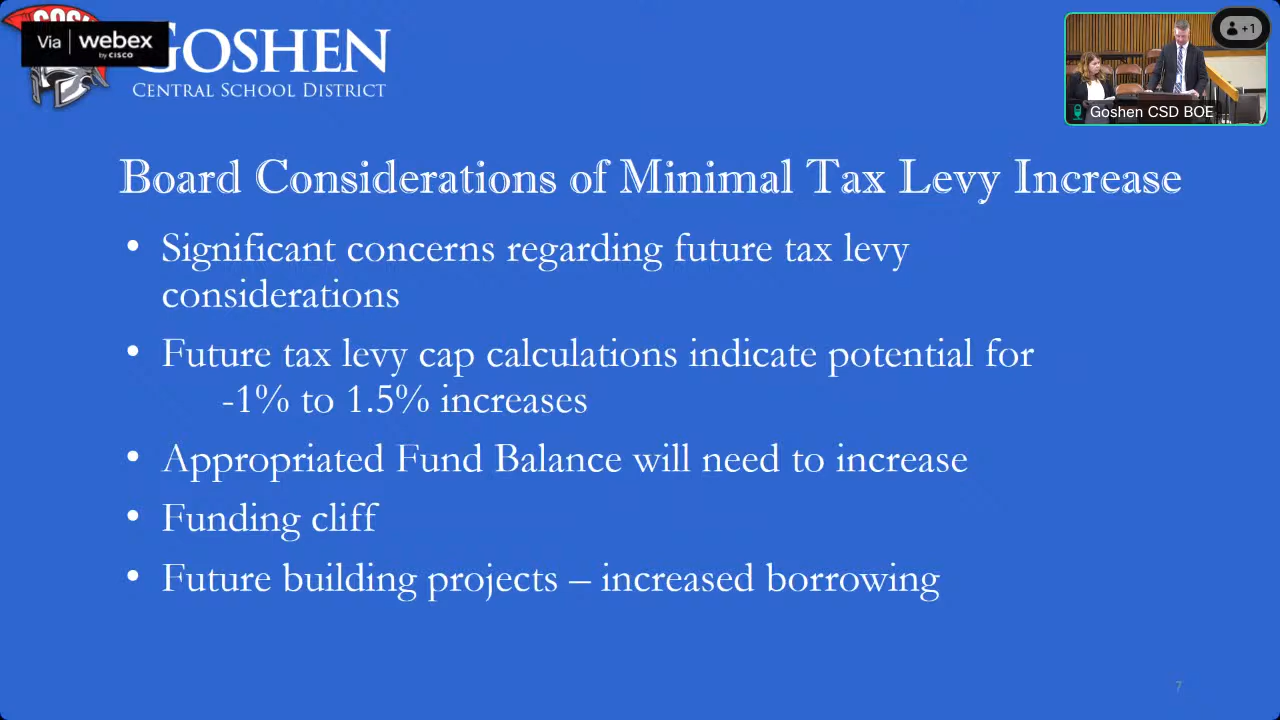 GOSH
Via | webex
by CISCO
GOSHEN
CENTRAL SCHOOL DISTRICT
+1
Goshen CSD BOE ...
Board Considerations of Minimal Tax Levy Increase
• Significant concerns regarding future tax levy
considerations
• Future tax levy cap calculations indicate potential for
-1% to 1.5% increases
• Appropriated Fund Balance will need to increase
• Funding cliff
• Future building projects – increased borrowing
7